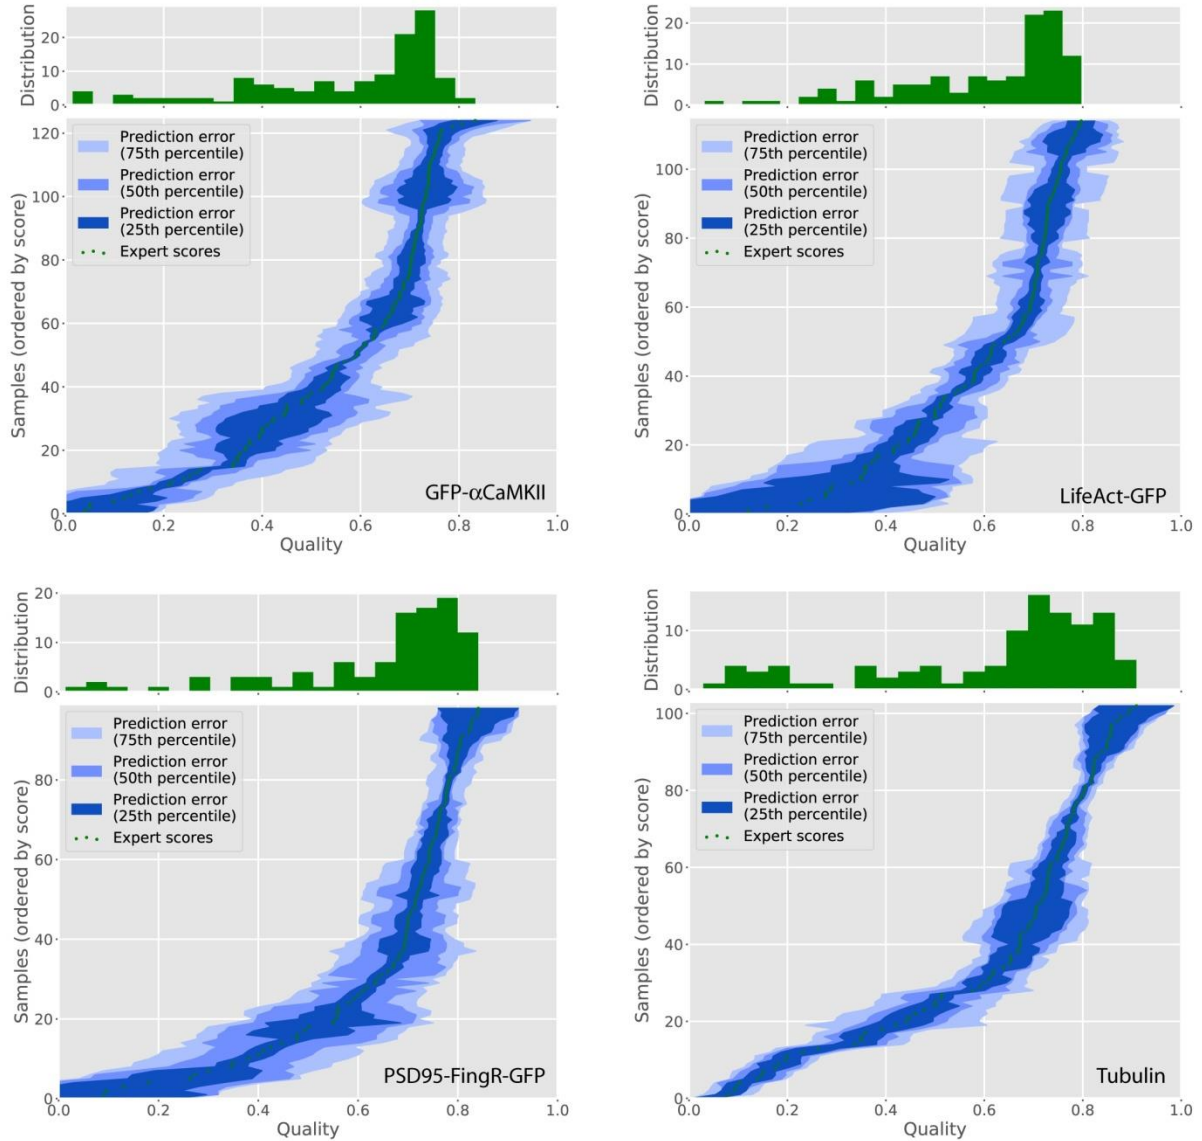 Distribution
20
10
0
Samples (ordered by score)
120
100
80
60
40
20
0
Prediction error
(75th percentile)
Prediction error
(50th percentile)
Prediction error
(25th percentile)
Expert scores
GFP-αCaMKII
0.0 0.2 0.4 0.6 0.8 1.0
Quality
Distribution
20
10
0
Samples (ordered by score)
100
80
60
40
20
0
Prediction error
(75th percentile)
Prediction error
(50th percentile)
Prediction error
(25th percentile)
Expert scores
LifeAct-GFP
0.0 0.2 0.4 0.6 0.8 1.0
Quality
Distribution
20
10
0
Samples (ordered by score)
80
60
40
20
0
Prediction error
(75th percentile)
Prediction error
(50th percentile)
Prediction error
(25th percentile)
Expert scores
PSD95-FingR-GFP
0.0 0.2 0.4 0.6 0.8 1.0
Quality
Distribution
10
0
Samples (ordered by score)
100
80
60
40
20
0
Prediction error
(75th percentile)
Prediction error
(50th percentile)
Prediction error
(25th percentile)
Expert scores
Tubulin
0.0 0.2 0.4 0.6 0.8 1.0
Quality